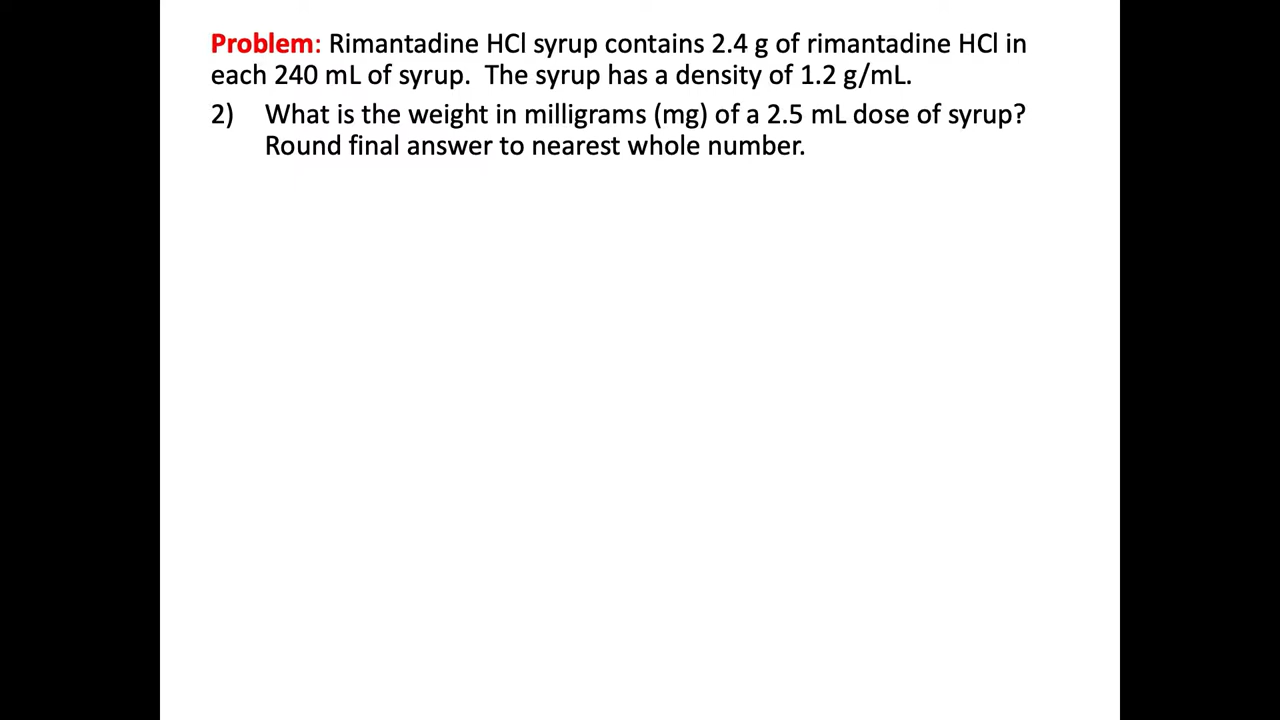 Problem: Rimantadine HCl syrup contains 2.4 g of rimantadine HCl in
each 240 mL of syrup.  The syrup has a density of 1.2 g/mL.
2) What is the weight in milligrams (mg) of a 2.5 mL dose of syrup?
Round final answer to nearest whole number.